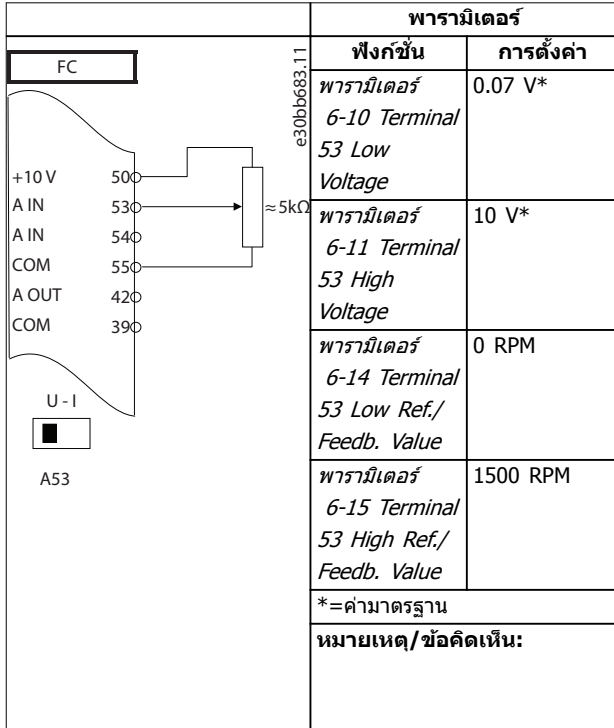 พารามิเตอร์
ฟังก์ชั่น การตั้งค่า
FC
e30bb683.11
+10 V 50
A IN 53
A IN 54
COM 55
A OUT 42
COM 39
≈ 5kΩ
U - I
A53
พารามิเตอร์ 0.07 V*
6-10 Terminal
53 Low
Voltage
พารามิเตอร์ 10 V*
6-11 Terminal
53 High
Voltage
พารามิเตอร์ 0 RPM
6-14 Terminal
53 Low Ref./
Feedb. Value
พารามิเตอร์ 1500 RPM
6-15 Terminal
53 High Ref./
Feedb. Value
*=ค่ามาตรฐาน
หมายเหตุ/ข้อคิดเห็น: